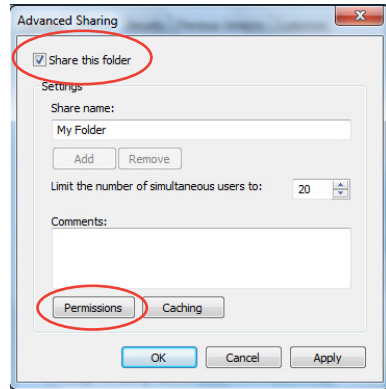 Advanced Sharing
Share this folder
Settings
Share name:
My Folder
Add Remove
Limit the number of simultaneous users to: 20
Comments:
Permissions Caching
OK Cancel Apply